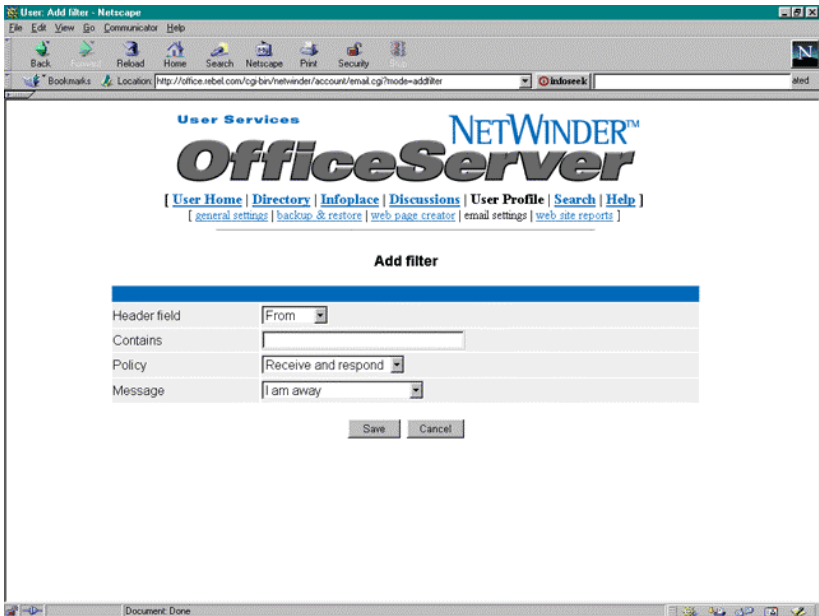 User: Add filter - Netscape
File Edit View Go Communicator Help
Back Forward Reload Home Search Netscape Print Security Stop
Bookmarks Location: http://office.rebel.com/cgi-bin/netwinder/account/email.cgi?mode=addfilter infoseek ated
User Services
NETWINDER™
OfficeServer
[ User Home | Directory | Infoplace | Discussions | User Profile | Search | Help ]
[ general settings | backup & restore | web page creator | email settings | web site reports ]
Add filter
Header field From
Contains
Policy Receive and respond
Message I am away
Save Cancel
Document: Done